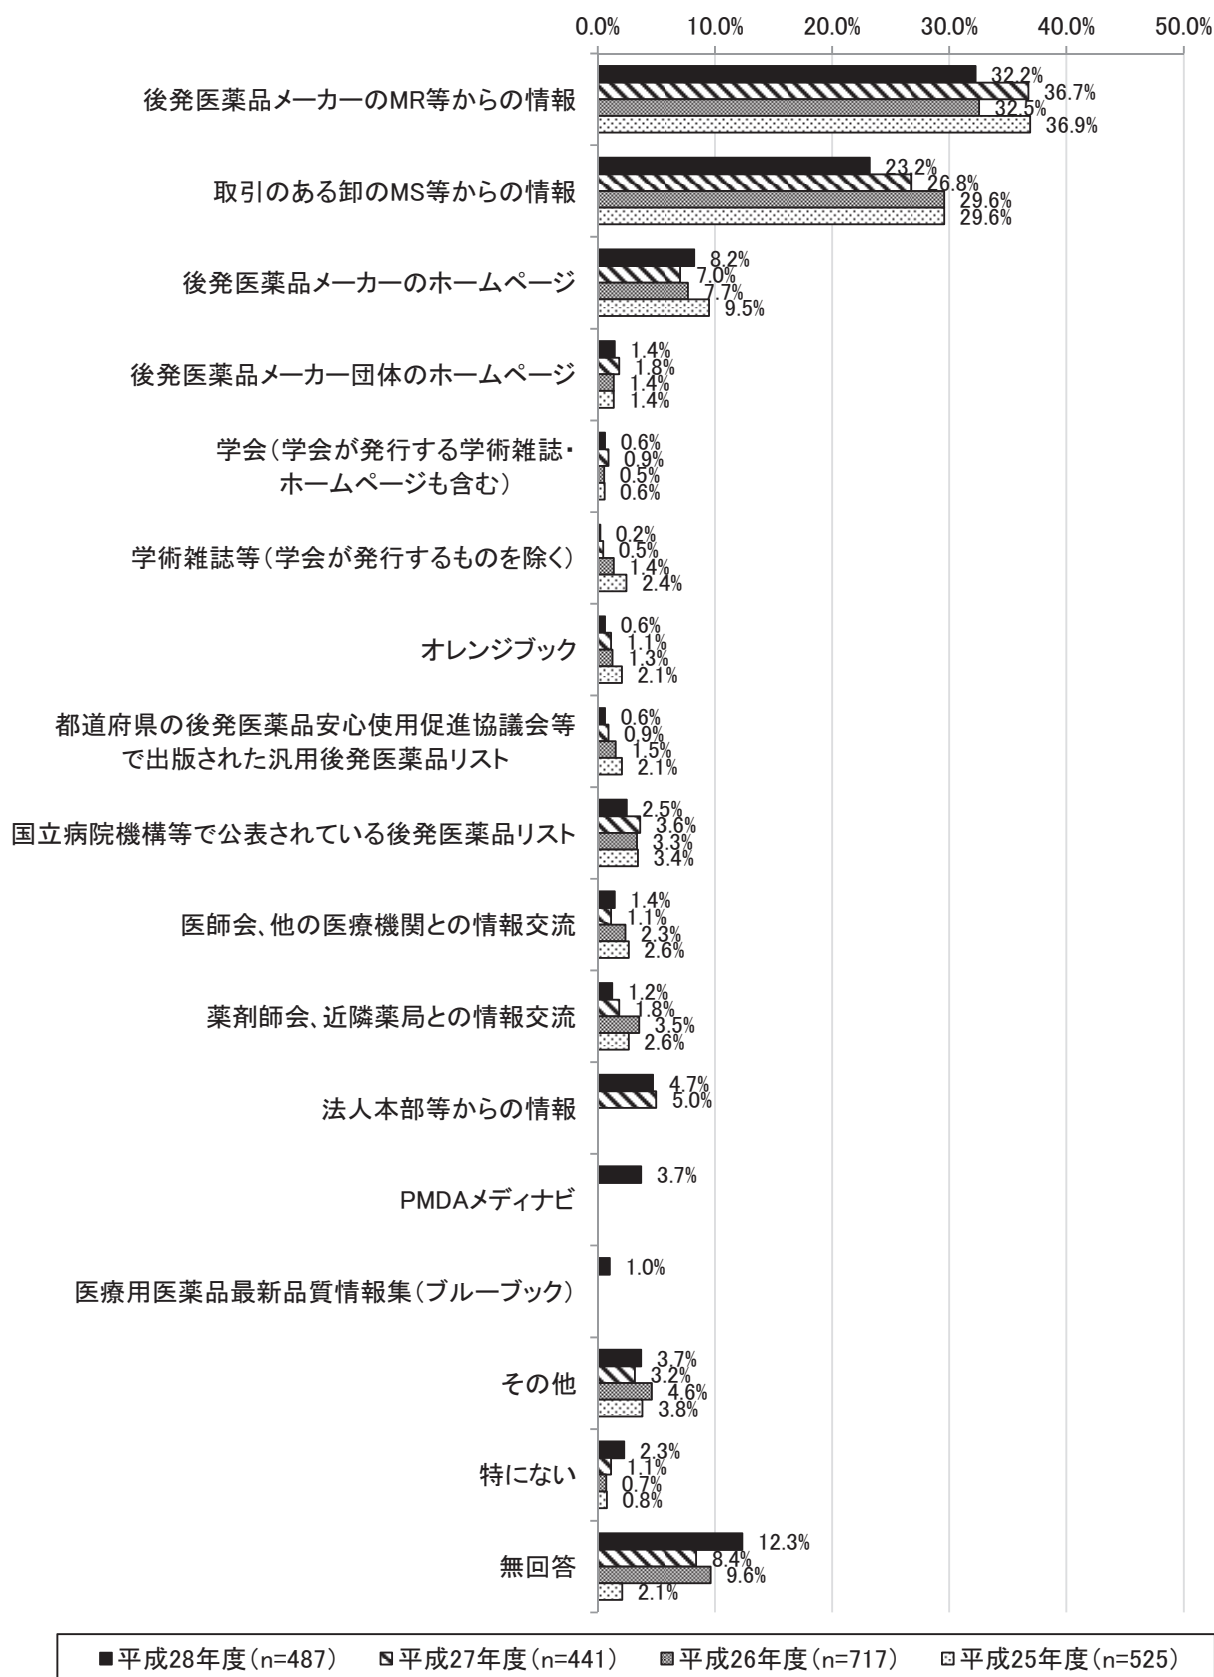 0.0% 10.0% 20.0% 30.0% 40.0% 50.0%
後発医薬品メーカーのMR等からの情報
32.2%
36.7%
32.5%
36.9%
取引のある卸のMS等からの情報
23.2%
26.8%
29.6%
29.6%
後発医薬品メーカーのホームページ
8.2%
7.0%
7.7%
9.5%
後発医薬品メーカー団体のホームページ
1.4%
1.8%
1.4%
1.4%
学会（学会が発行する学術雑誌・
ホームページも含む）
0.6%
0.9%
0.5%
0.6%
学術雑誌等（学会が発行するものを除く）
0.2%
0.5%
1.4%
2.4%
オレンジブック
0.6%
1.1%
1.3%
2.1%
都道府県の後発医薬品安心使用促進協議会等
で出版された汎用後発医薬品リスト
0.6%
0.9%
1.5%
2.1%
国立病院機構等で公表されている後発医薬品リスト
2.5%
3.6%
3.3%
3.4%
医師会、他の医療機関との情報交流
1.4%
1.1%
2.3%
2.6%
薬剤師会、近隣薬局との情報交流
1.2%
1.8%
3.5%
2.6%
法人本部等からの情報
4.7%
5.0%
PMDAメディナビ
3.7%
医療用医薬品最新品質情報集（ブルーブック）
1.0%
その他
3.7%
3.2%
4.6%
3.8%
特にない
2.3%
1.1%
0.7%
0.8%
無回答
12.3%
8.4%
9.6%
2.1%
平成28年度（n=487） 平成27年度（n=441） 平成26年度（n=717） 平成25年度（n=525）